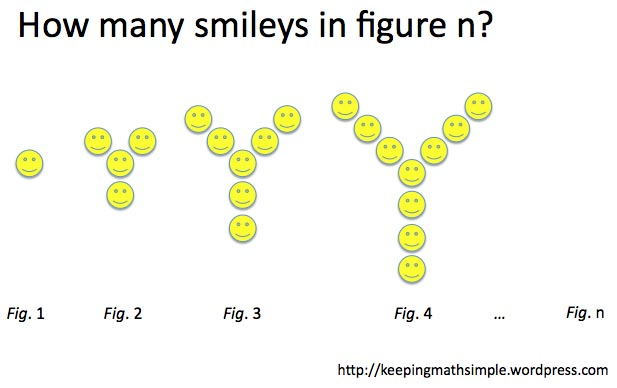 How many smileys in figure n?
Fig. 1 Fig. 2 Fig. 3 Fig. 4 ... Fig. n
http://keepingmathsimple.wordpress.com